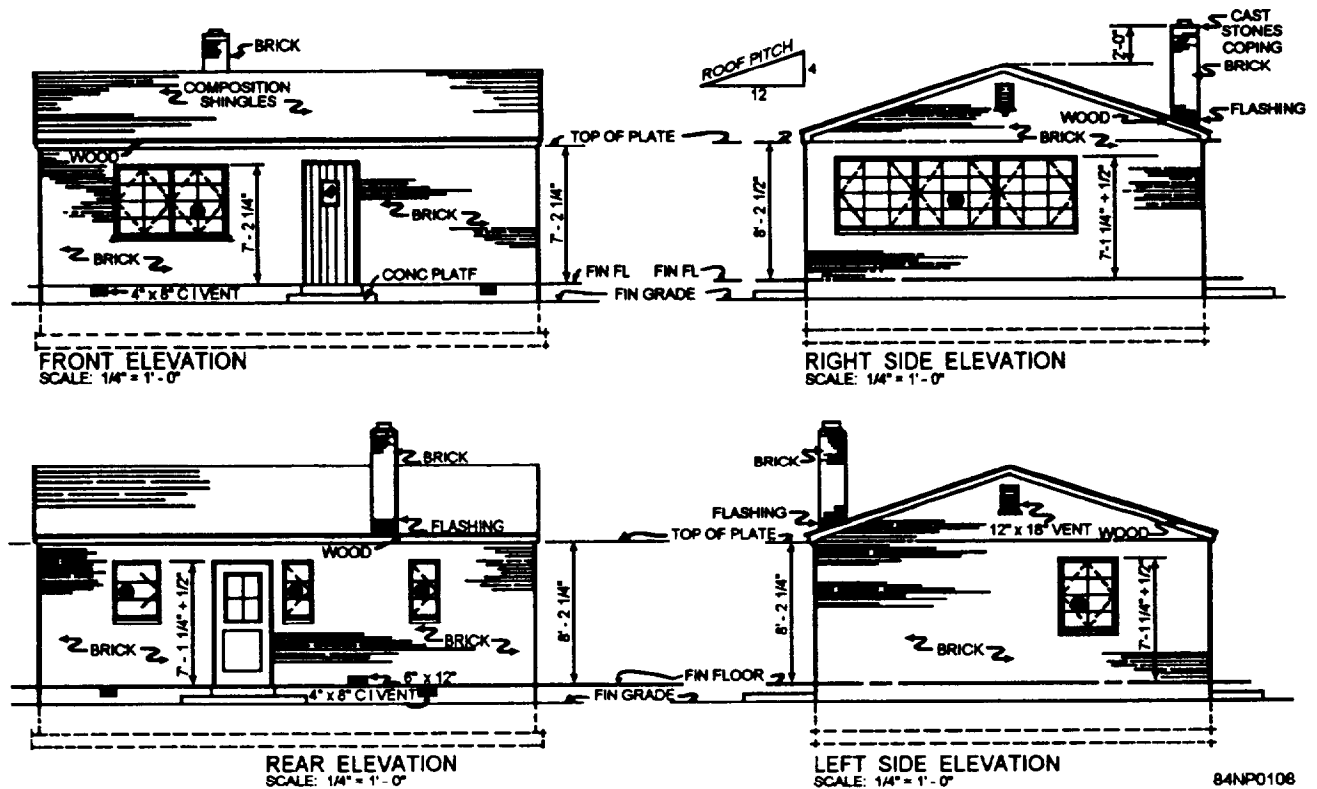 BRICK
COMPOSITION
SHINGLES
WOOD
7' - 2 1/4"
BRICK
BRICK
4" x 8" C I VENT
CONC PLATF
TOP OF PLATE
7' - 2 1/4"
FIN FL
FIN GRADE
FRONT ELEVATION
SCALE: 1/4" = 1' - 0"
ROOF PITCH
4
12
2'-0"
CAST
STONES
COPING
BRICK
FLASHING
WOOD
BRICK
8' - 2 1/2"
7'-1 1/4" + 1/2"
FIN FL
RIGHT SIDE ELEVATION
SCALE: 1/4" = 1' - 0"
BRICK
FLASHING
WOOD
7' - 1 1/4" + 1/2"
BRICK
BRICK
6" x 12"
4" x 8" C I VENT
8' - 2 1/4"
TOP OF PLATE
FIN FLOOR
FIN GRADE
REAR ELEVATION
SCALE: 1/4" = 1' - 0"
BRICK
FLASHING
12" x 18" VENT
WOOD
8' - 2 1/4"
7'-1 1/4" + 1/2"
BRICK
LEFT SIDE ELEVATION
SCALE: 1/4" = 1' - 0"
84NP0108